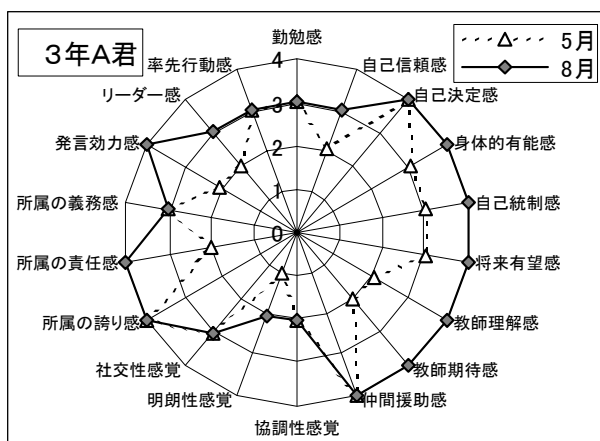 3年A君
5月
8月
勤勉感
自己信頼感
自己決定感
身体的有能感
自己統制感
将来有望感
教師理解感
教師期待感
仲間援助感
協調性感覚
明朗性感覚
社交性感覚
所属の誇り感
所属の責任感
所属の義務感
発言効力感
リーダー感
率先行動感
4
3
2
1
0